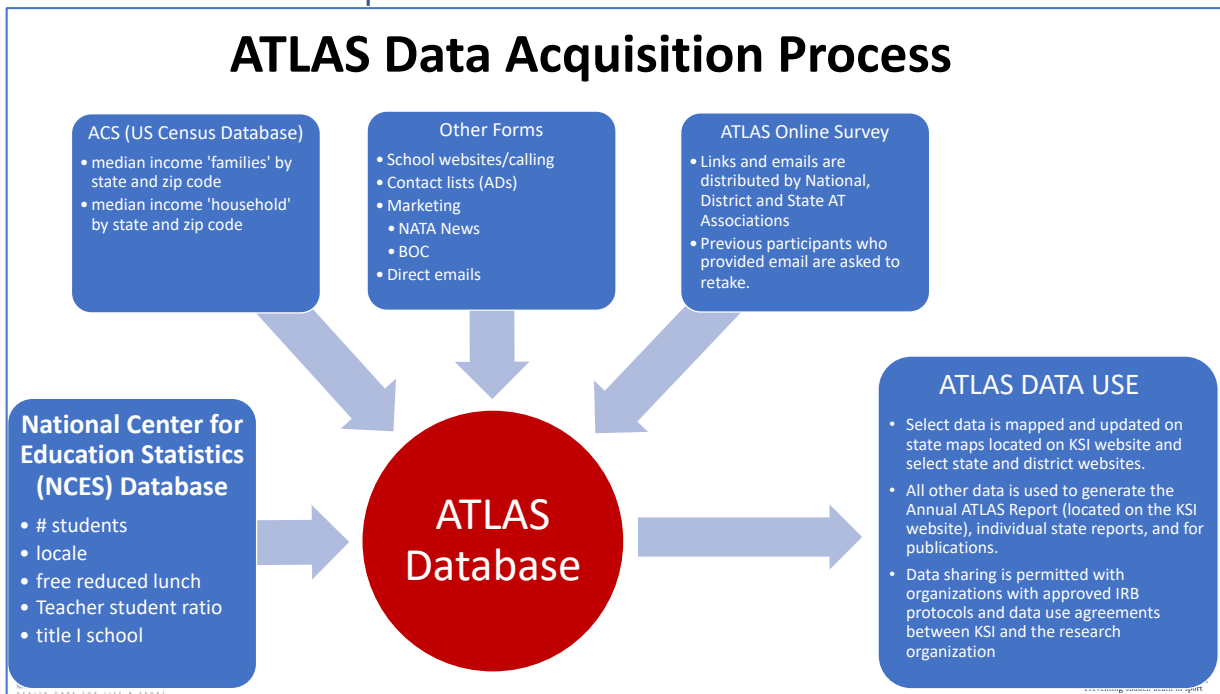 ATLAS Data Acquisition Process
ACS (US Census Database)
• median income 'families' by
state and zip code
• median income 'household'
by state and zip code
Other Forms
• School websites/calling
• Contact lists (ADs)
• Marketing
• NATA News
• BOC
• Direct emails
ATLAS Online Survey
• Links and emails are
distributed by National,
District and State AT
Associations
• Previous participants who
provided email are asked to
retake.
National Center for
Education Statistics
(NCES) Database
• # students
• locale
• free reduced lunch
• Teacher student ratio
• title I school
ATLAS
Database
ATLAS DATA USE
• Select data is mapped and updated on
state maps located on KSI website and
select state and district websites.
• All other data is used to generate the
Annual ATLAS Report (located on the KSI
website), individual state reports, and for
publications.
• Data sharing is permitted with
organizations with approved IRB
protocols and data use agreements
between KSI and the research
organization